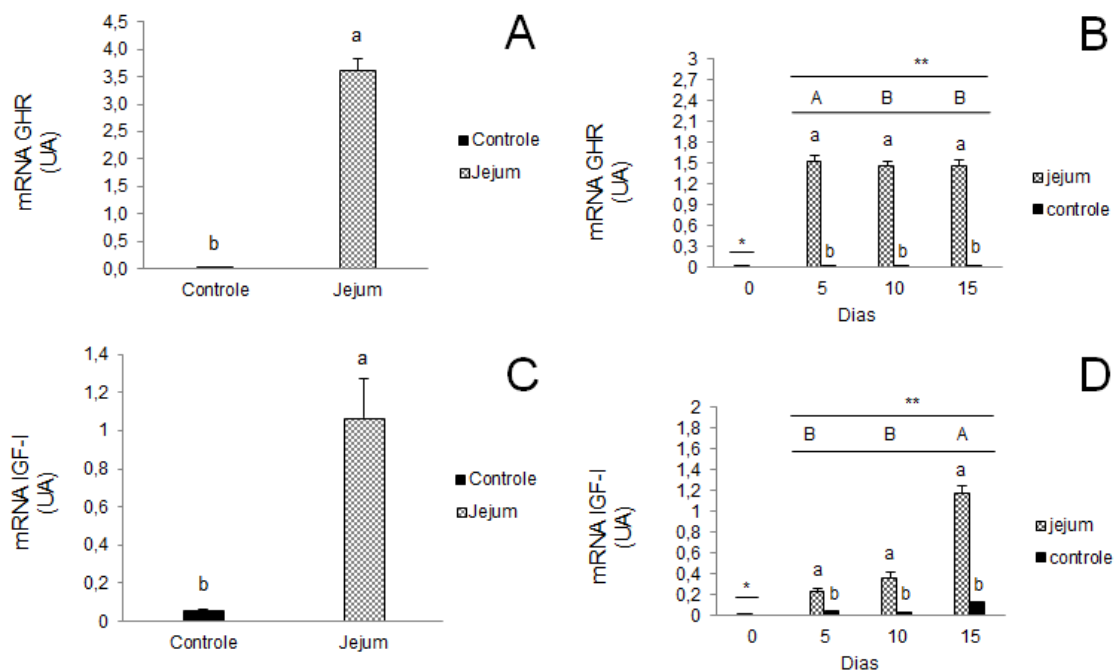 A
mRNA GHR
(UA)
4,5
4,0
3,5
3,0
2,5
2,0
1,5
1,0
0,5
0,0
b
a
Controle
Jejum
Controle
Jejum
B
mRNA GHR
(UA)
3
2,7
2,4
2,1
1,8
1,5
1,2
0,9
0,6
0,3
0
**
A B B
a a a
* b b b
0 5 10 15
Dias
jejum
controle
C
mRNA IGF-I
(UA)
1,4
1,2
1
0,8
0,6
0,4
0,2
0
b
a
Controle
Jejum
Controle
Jejum
D
mRNA IGF-I
(UA)
2
1,8
1,6
1,4
1,2
1
0,8
0,6
0,4
0,2
0
**
B B A
a a a
* b b b
0 5 10 15
Dias
jejum
controle